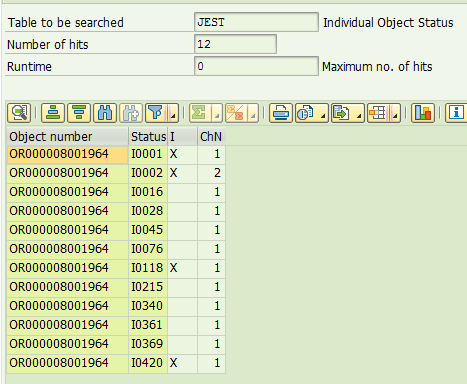 Table to be searched JEST Individual Object Status
Number of hits 12
Runtime 0 Maximum no. of hits
Object number Status I ChN
OR000008001964 I0001 X 1
OR000008001964 I0002 X 2
OR000008001964 I0016 1
OR000008001964 I0028 1
OR000008001964 I0045 1
OR000008001964 I0076 1
OR000008001964 I0118 X 1
OR000008001964 I0215 1
OR000008001964 I0340 1
OR000008001964 I0361 1
OR000008001964 I0369 1
OR000008001964 I0420 X 1